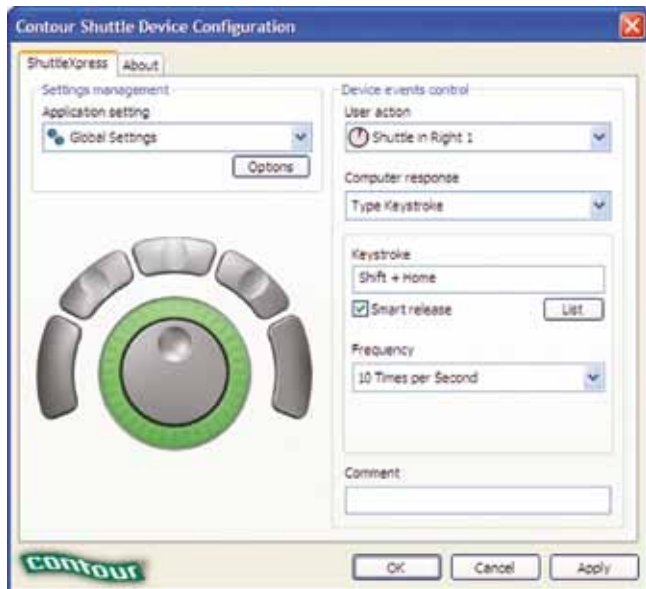 Contour Shuttle Device Configuration
ShuttleXpress
About
Settings management
Application setting
Global Settings
Options
Device events control
User action
Shuttle in Right 1
Computer response
Type Keystroke
Keystroke
Shift + Home
Smart release
List
Frequency
10 Times per Second
Comment
contour
OK
Cancel
Apply